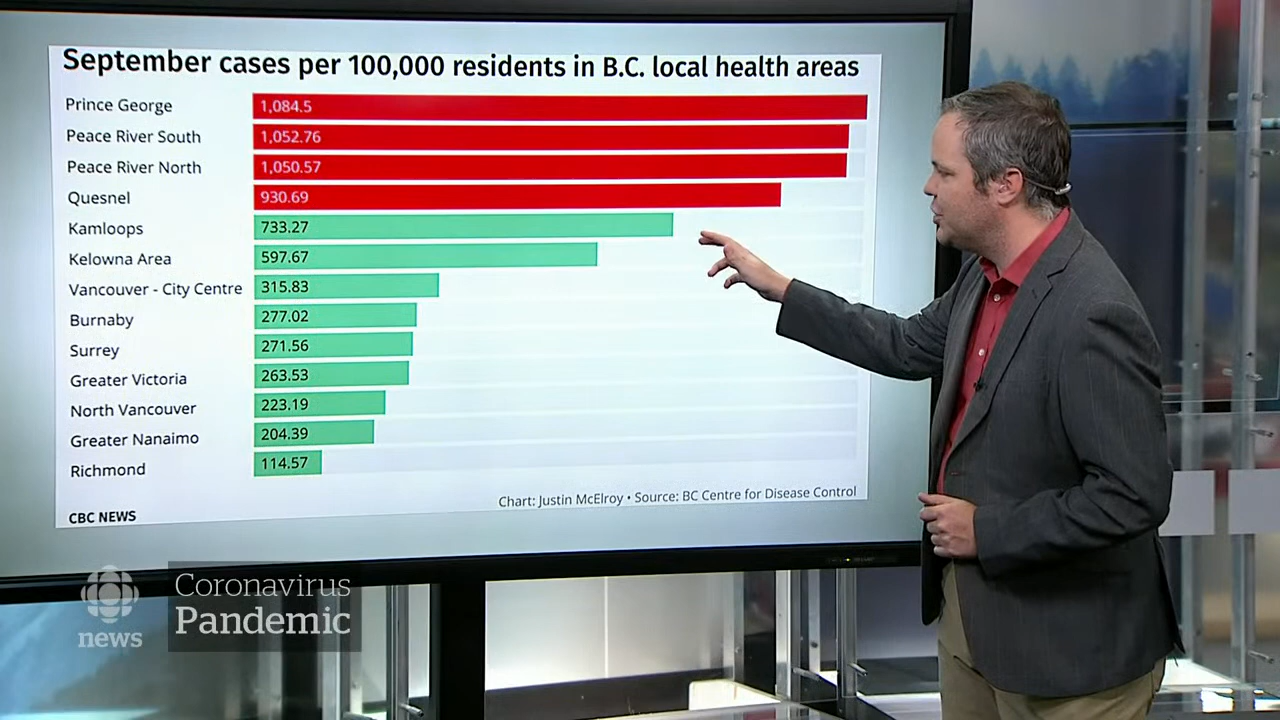 September cases per 100,000 residents in B.C. local health areas
Prince George 1,084.5
Peace River South 1,052.76
Peace River North 1,050.57
Quesnel 930.69
Kamloops 733.27
Kelowna Area 597.67
Vancouver - City Centre 315.83
Burnaby 277.02
Surrey 271.56
Greater Victoria 263.53
North Vancouver 223.19
Greater Nanaimo 204.39
Richmond 114.57
Chart: Justin McElroy • Source: BC Centre for Disease Control
CBC NEWS
news
Coronavirus
Pandemic